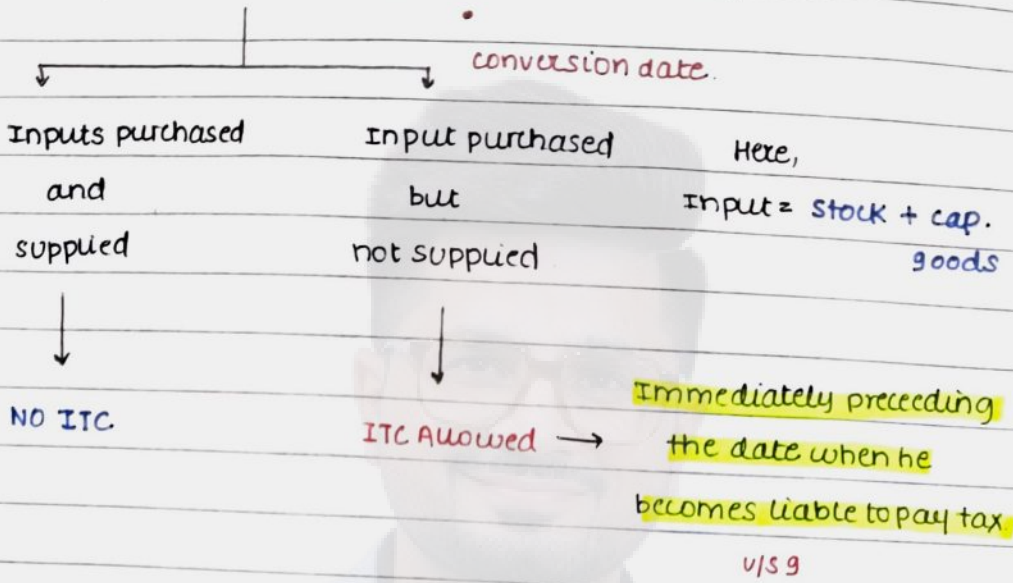 conversion date.
Inputs purchased
and
supplied
NO ITC.
Input purchased
but
not supplied
ITC Allowed →
Here,
Input = stock + cap.
goods
Immediately preceeding
the date when he
becomes liable to pay tax
u/s 9